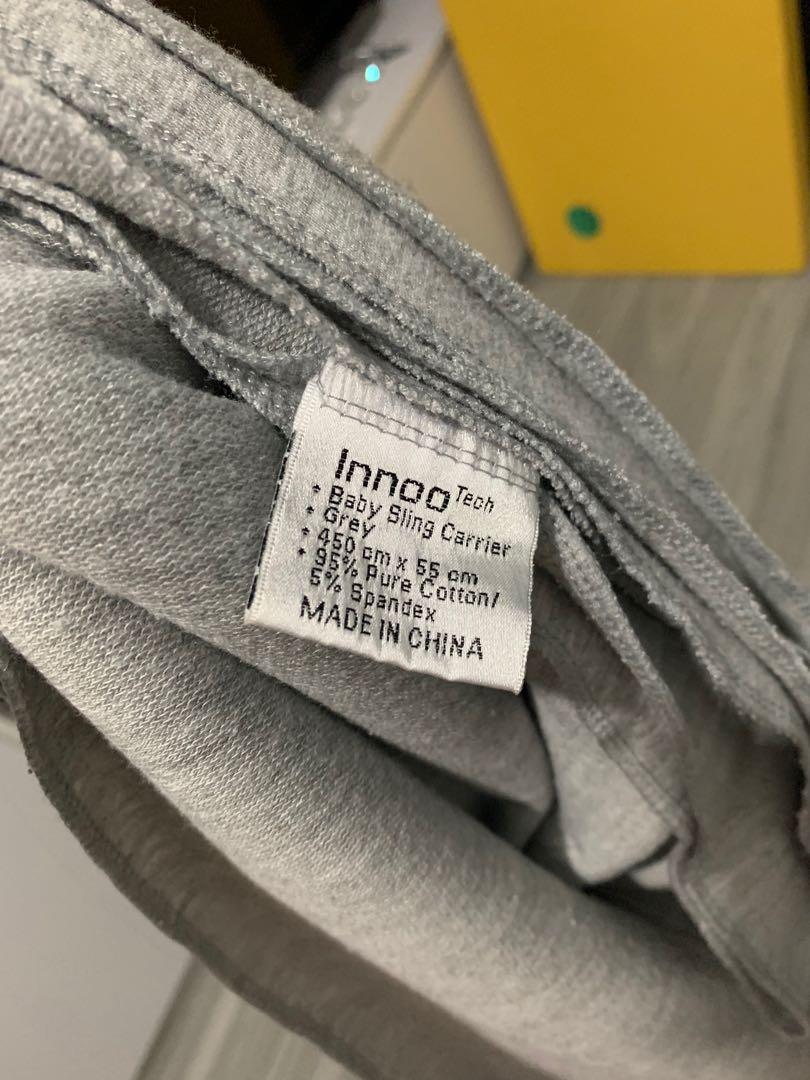 Innoo Tech
* Baby Sling Carrier
* Grey
* 450 cm x 55 cm
* 95% Pure Cotton/
5% Spandex
MADE IN CHINA